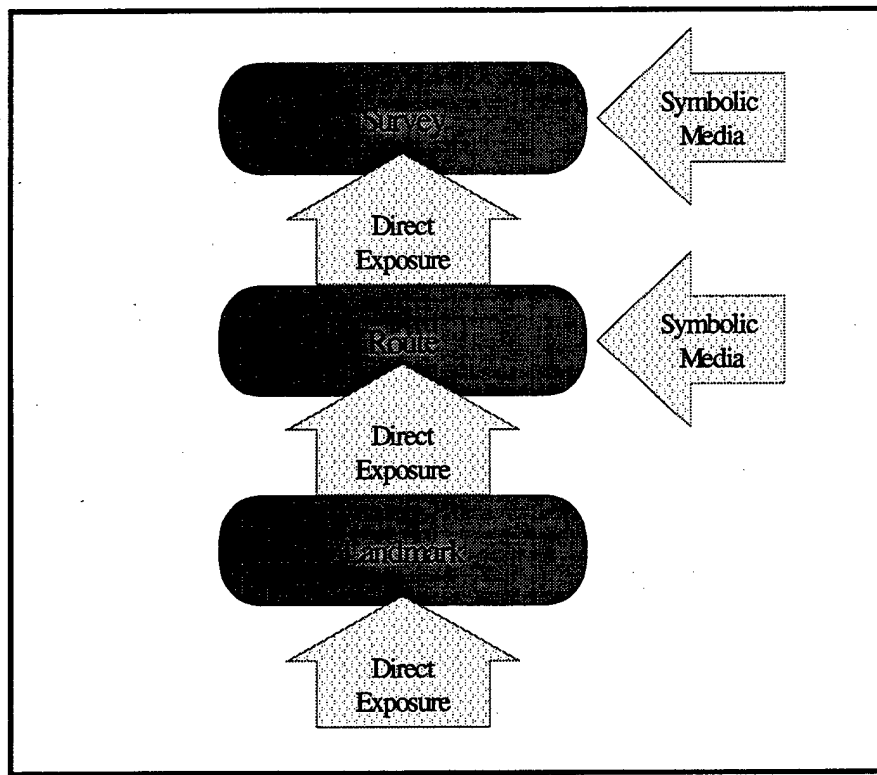 Survey
Symbolic
Media
Direct
Exposure
Route
Symbolic
Media
Direct
Exposure
Landmark
Direct
Exposure